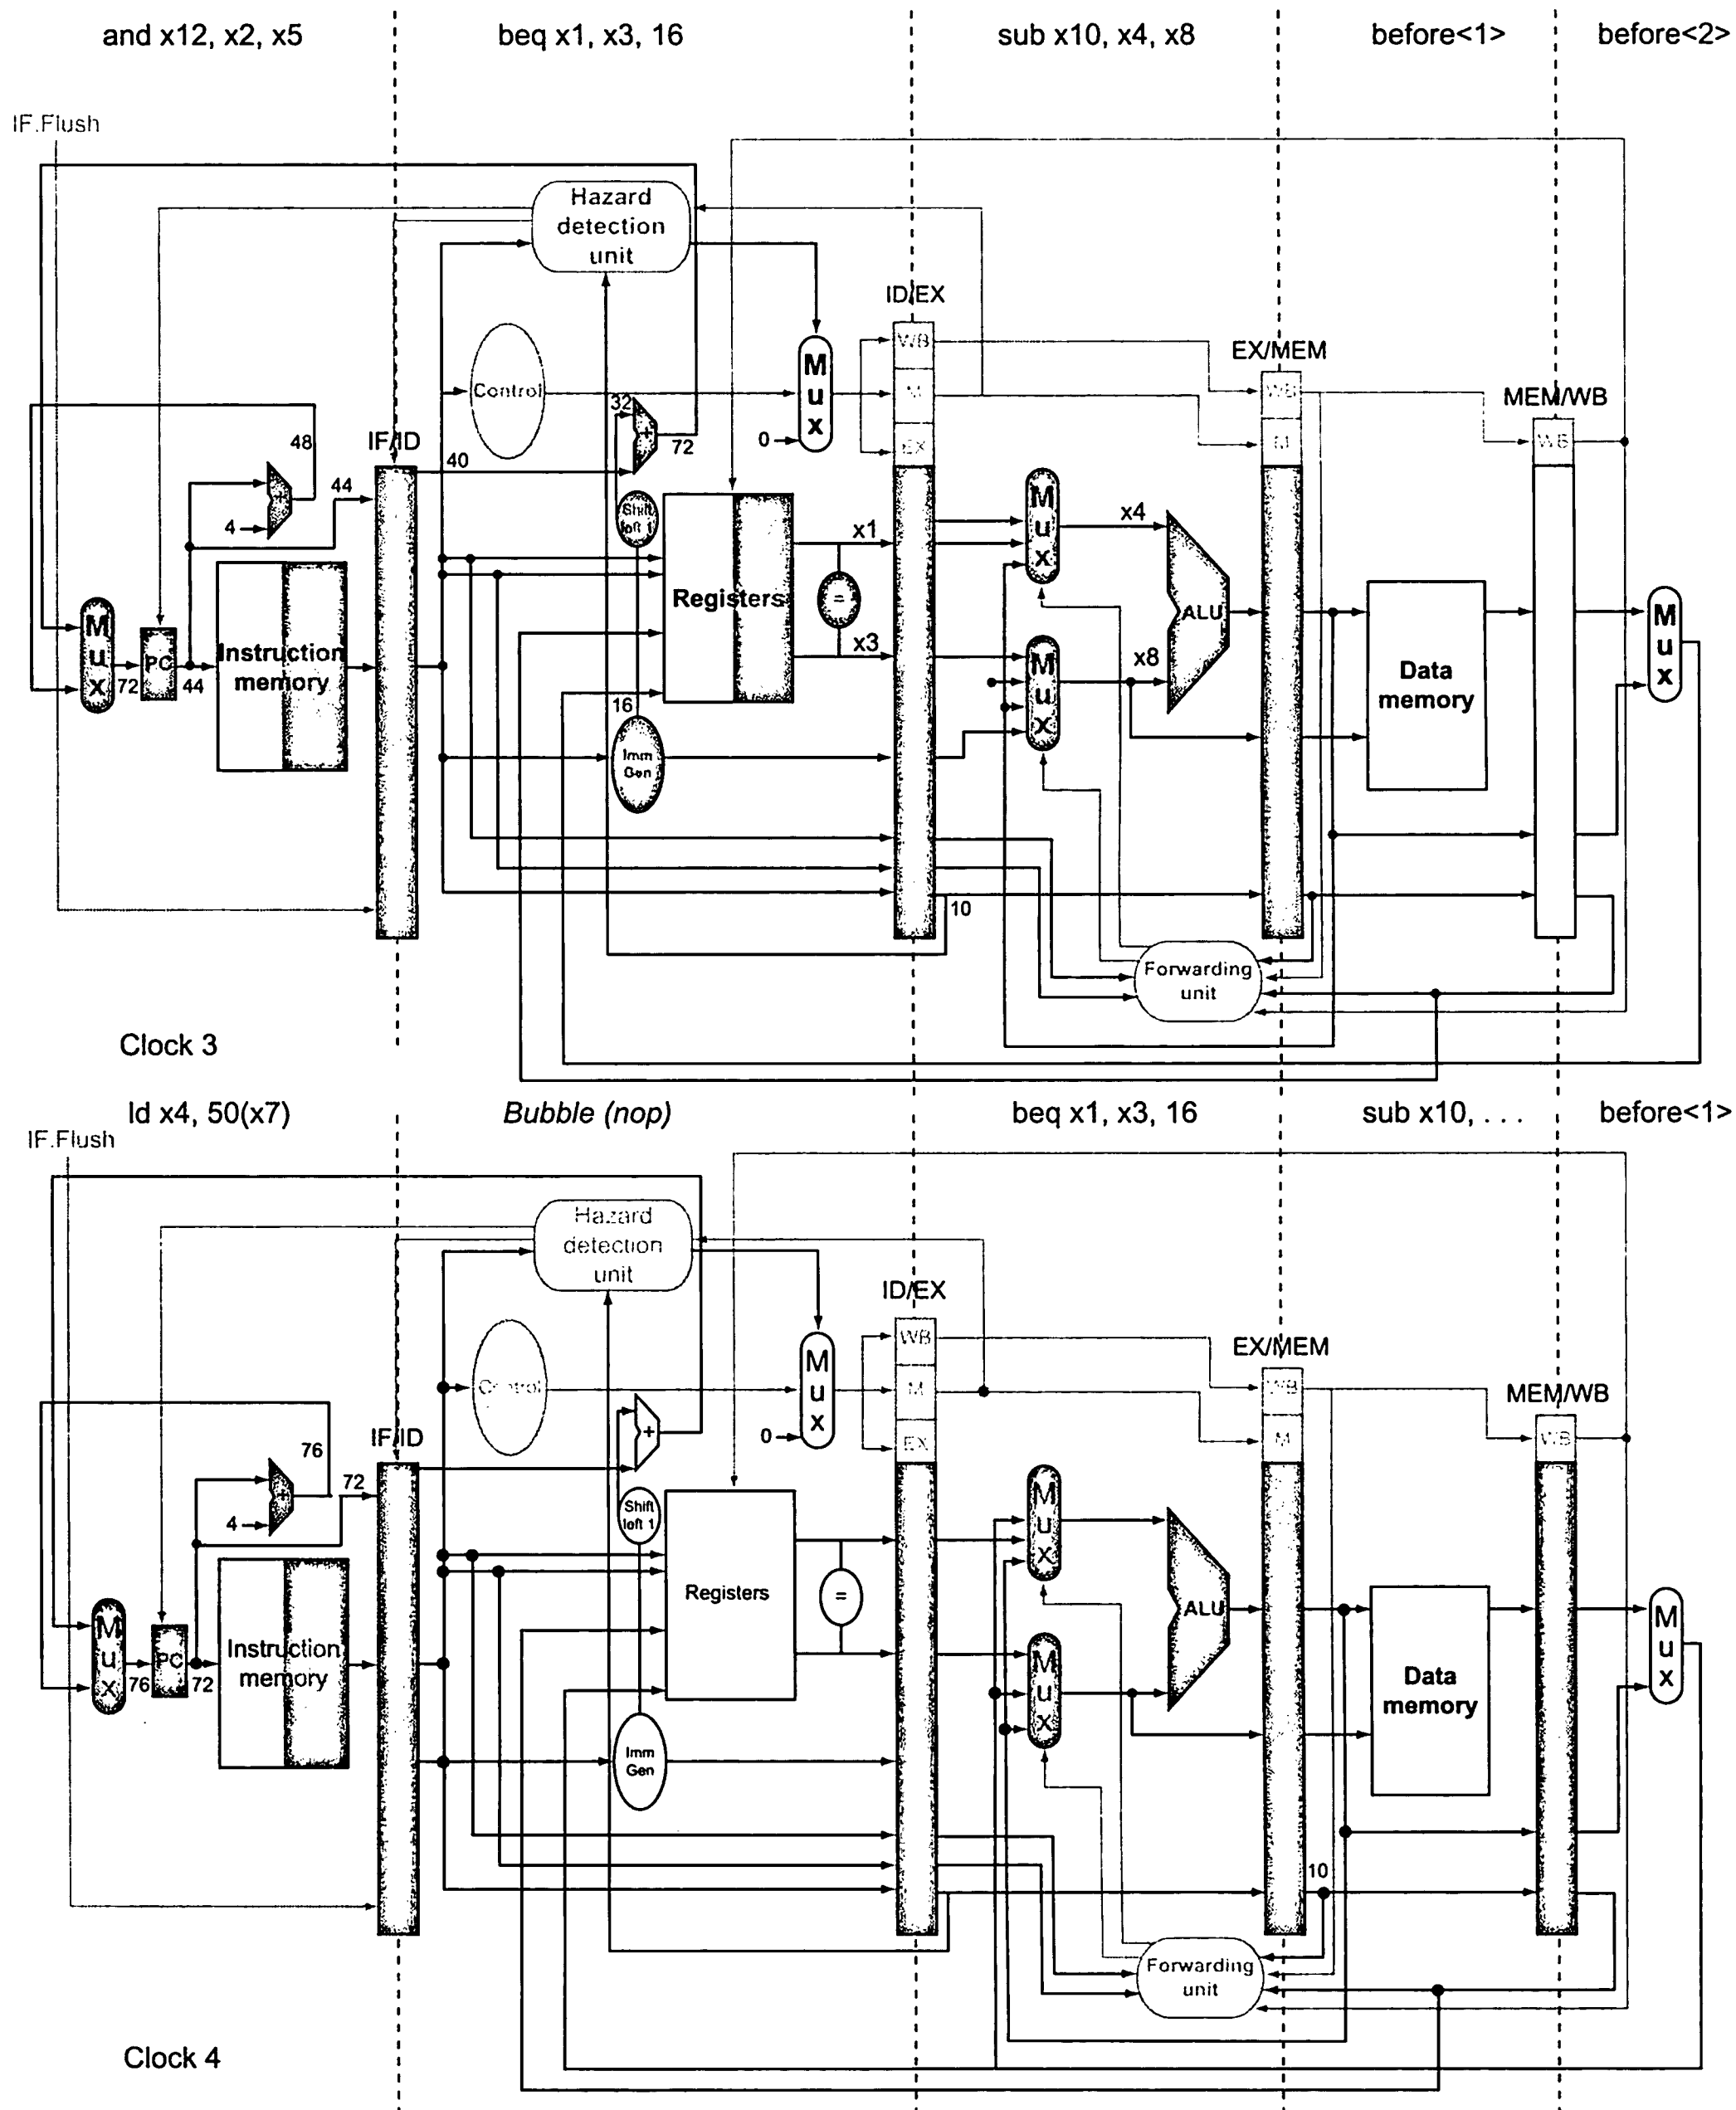 and x12, x2, x5
beq x1, x3, 16
sub x10, x4, x8
before<1>
before<2>
IF.Flush
Hazard
detection
unit
ID/EX
WB
M
EX
EX/MEM
WB
M
MEM/WB
WB
Control
Mux
0
32
+
72
IF/ID
40
48
44
4
+
Shift
left 1
Registers
x1
=
x3
16
Imm
Gen
Mux
72
PC
44
Instruction
memory
Mux
x4
Mux
x8
ALU
Data
memory
Mux
10
Forwarding
unit
Clock 3
ld x4, 50(x7)
Bubble (nop)
beq x1, x3, 16
sub x10, . . .
before<1>
IF.Flush
Hazard
detection
unit
ID/EX
WB
M
EX
EX/MEM
WB
M
MEM/WB
WB
Control
Mux
0
+
IF/ID
76
72
4
+
Shift
left 1
Registers
=
Imm
Gen
Mux
76
PC
72
Instruction
memory
Mux
Mux
ALU
Data
memory
Mux
10
Forwarding
unit
Clock 4